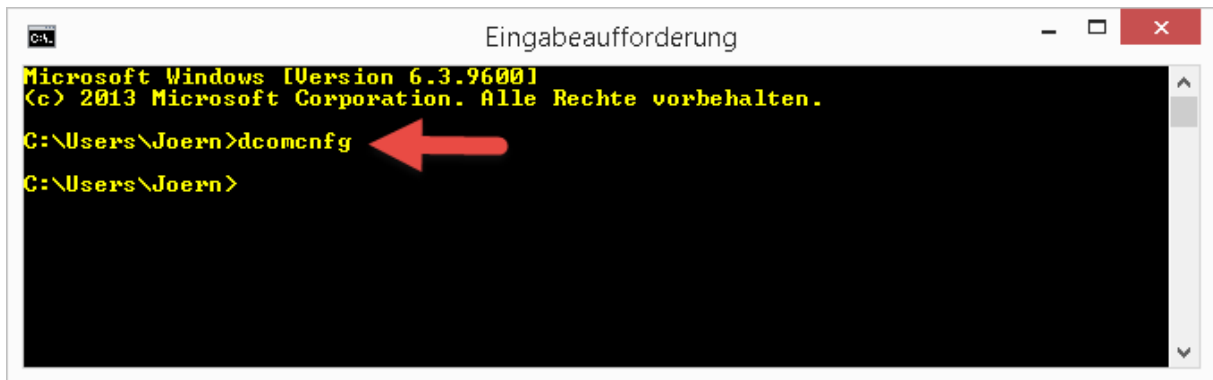 Eingabeaufforderung
Microsoft Windows [Version 6.3.9600]
(c) 2013 Microsoft Corporation. Alle Rechte vorbehalten.
C:\Users\Joern>dcomcnfg
C:\Users\Joern>